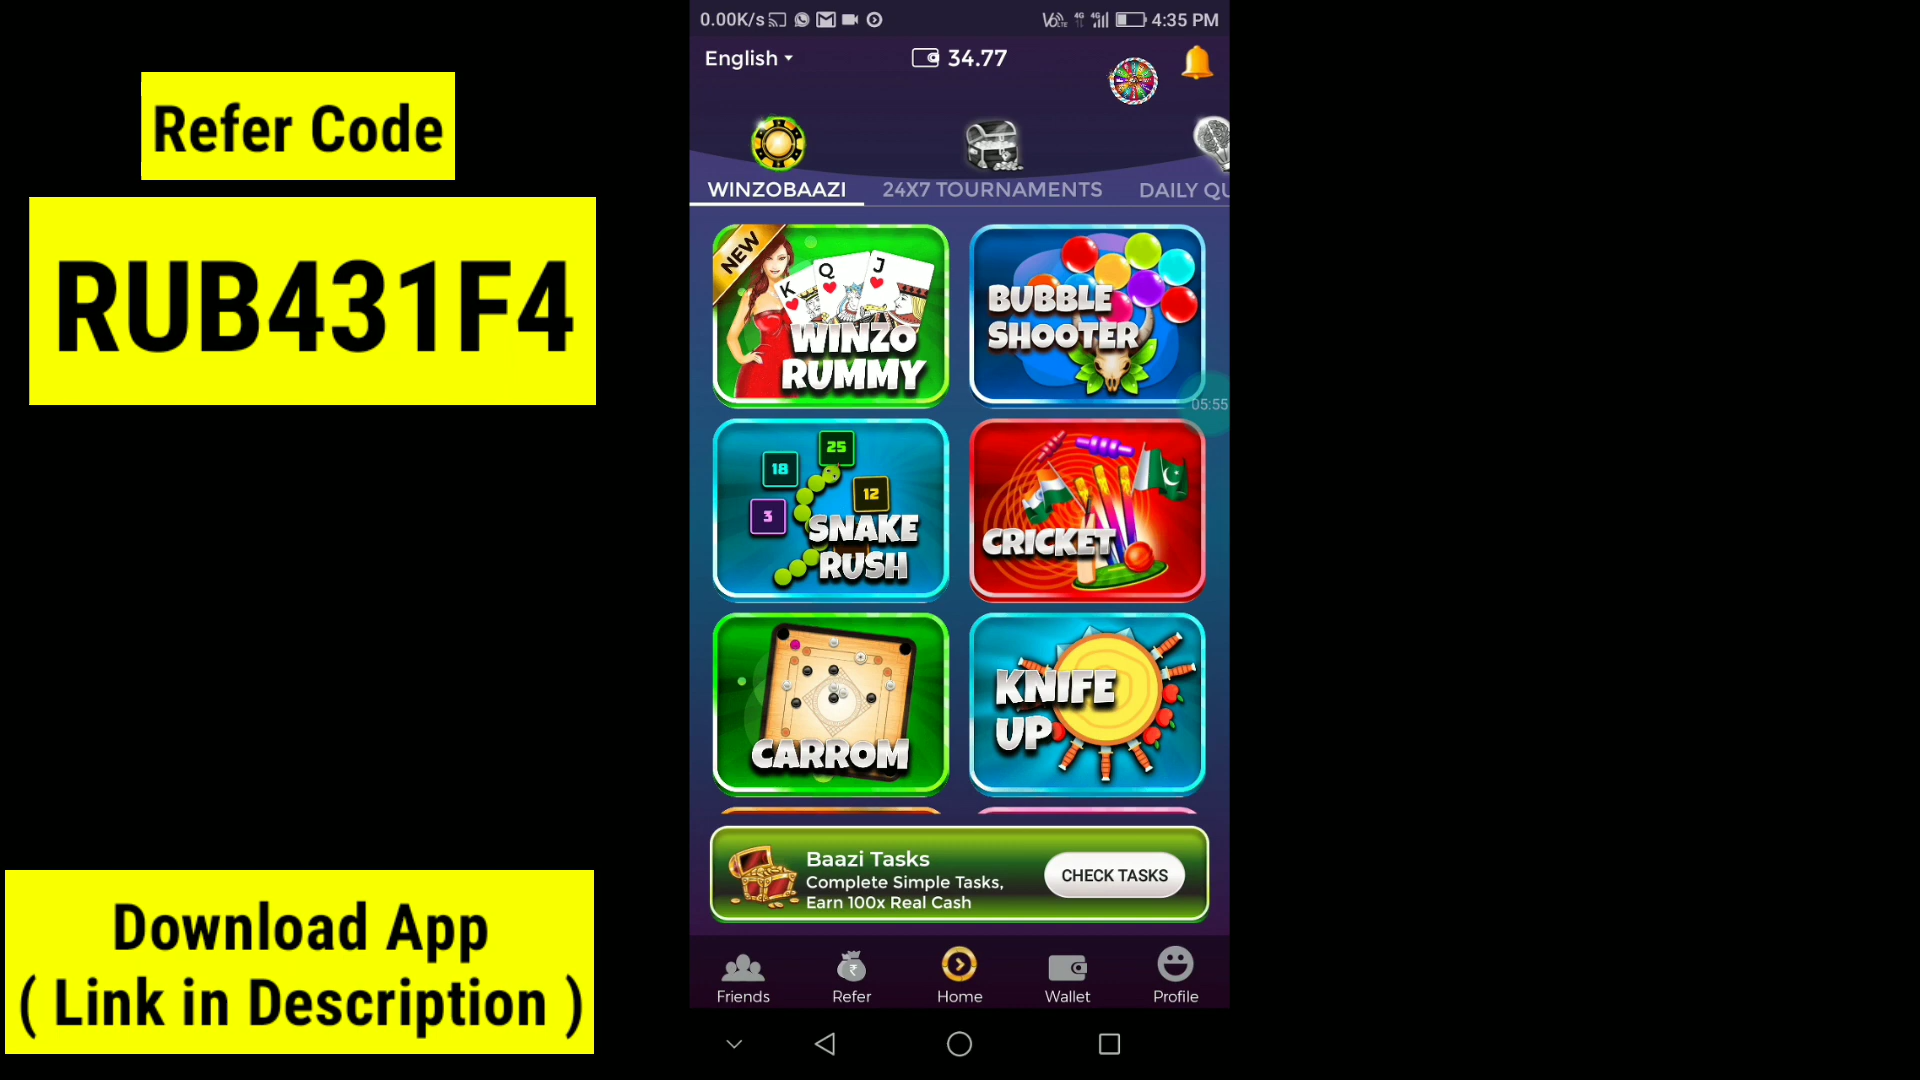 Refer Code
RUB431F4
Download App
( Link in Description )
0.00K/s
4G 4G 4:35 PM
English
34.77
WINZOBAAZI
24X7 TOURNAMENTS
DAILY QU
NEW
K Q J
WINZO
RUMMY
BUBBLE
SHOOTER
05:55
25
18
12
3
SNAKE
RUSH
CRICKET
CARROM
KNIFE
UP
Baazi Tasks
Complete Simple Tasks,
Earn 100x Real Cash
CHECK TASKS
Friends
₹
Refer
Home
Wallet
Profile